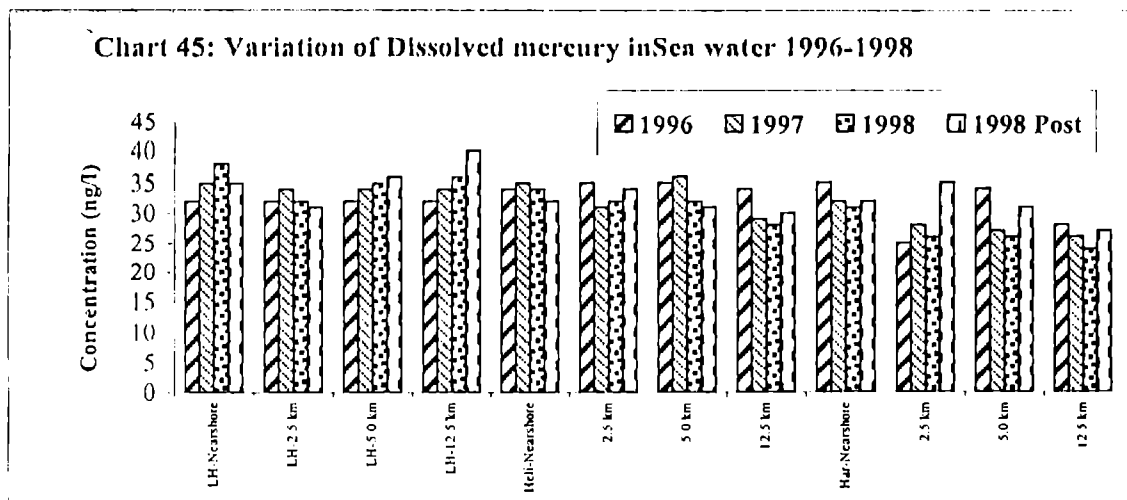 Chart 45: Variation of Dissolved mercury inSea water 1996-1998
1996 1997 1998 1998 Post
Concentration (ng/l)
45
40
35
30
25
20
15
10
5
0
LH-Nearshore
LH-2 5 km
LH-5 0 km
LH-12 5 km
Heli-Nearshore
2.5 km
5 0 km
12.5 km
Har-Nearshore
2.5 km
5.0 km
12 5 km